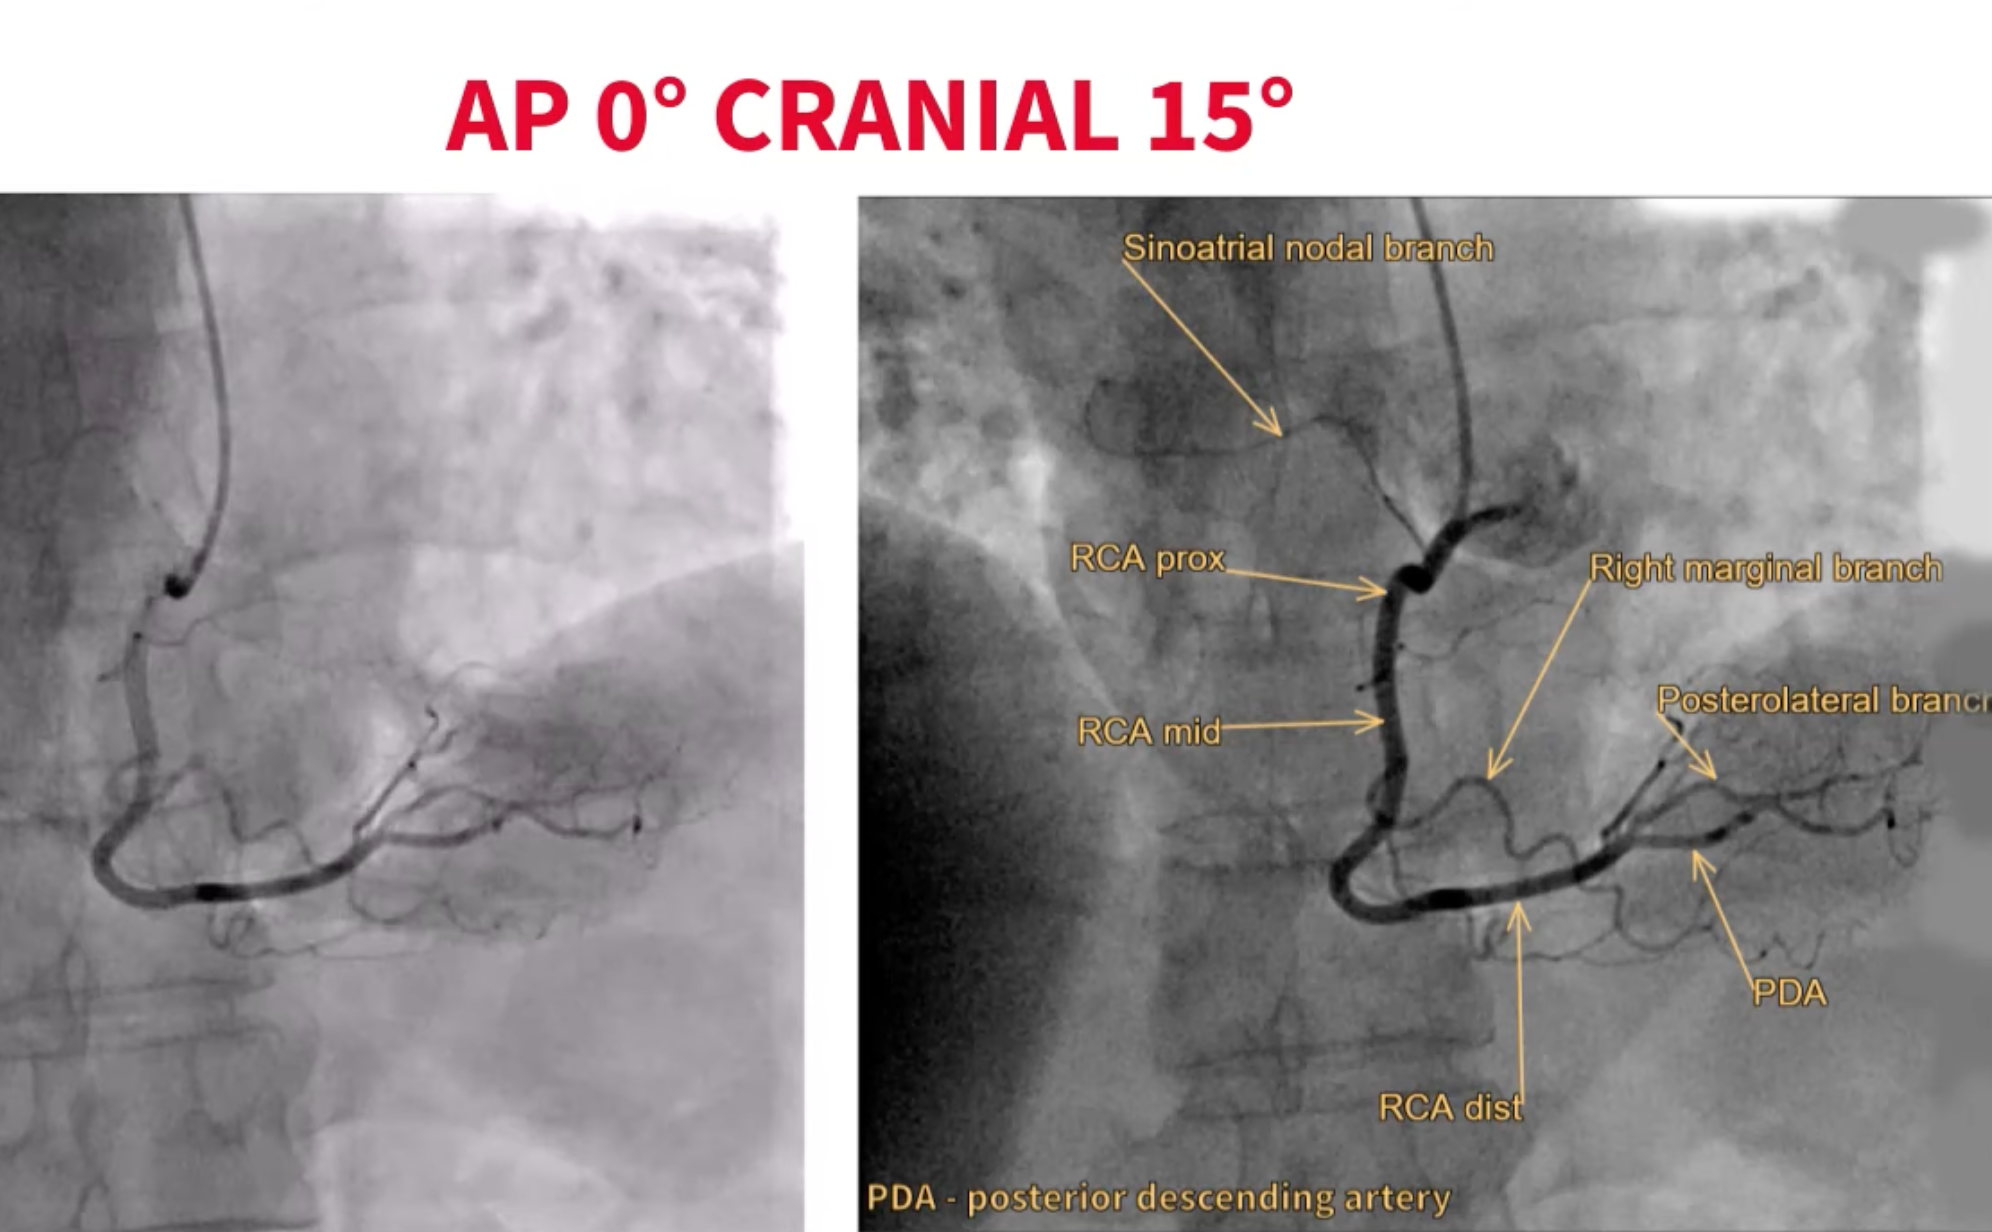 AP 0° CRANIAL 15°
Sinoatrial nodal branch
RCA prox
Right marginal branch
Posterolateral branch
RCA mid
PDA
RCA dist
PDA - posterior descending artery